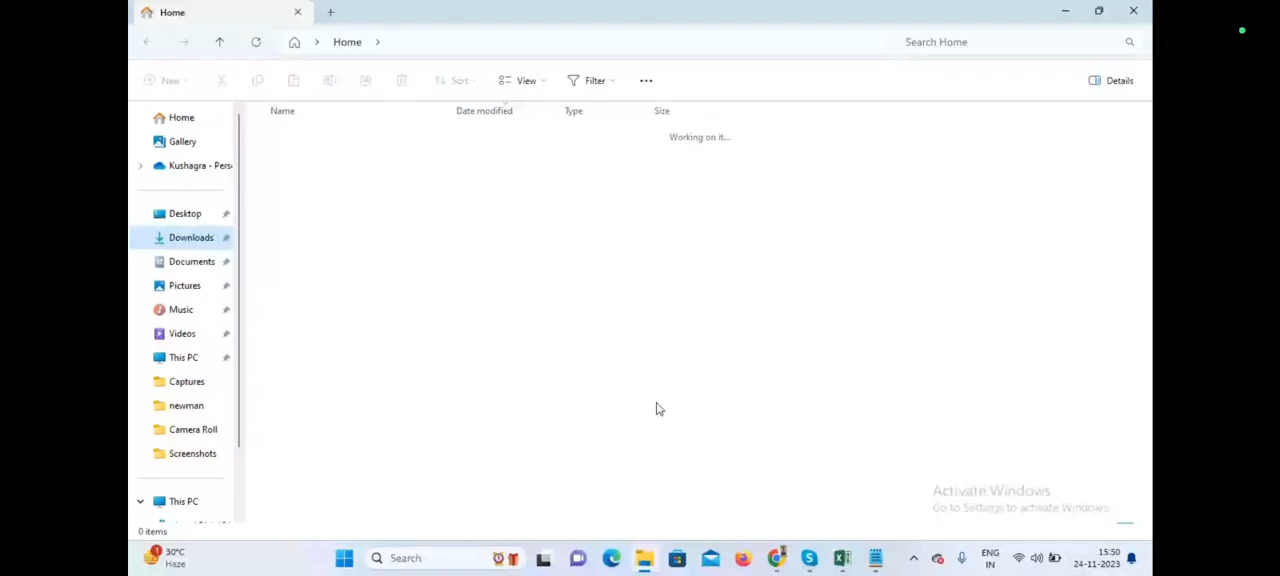 Home
Home
Search Home
New
Sort
View
Filter
Details
Name Date modified Type Size
Working on it...
Home
Gallery
Kushagra - Pers
Desktop
Downloads
Documents
Pictures
Music
Videos
This PC
Captures
newman
Camera Roll
Screenshots
This PC
Activate Windows
Go to Settings to activate Windows.
0 items
1
30°C
Haze
Search
ENG
IN
15:50
24-11-2023